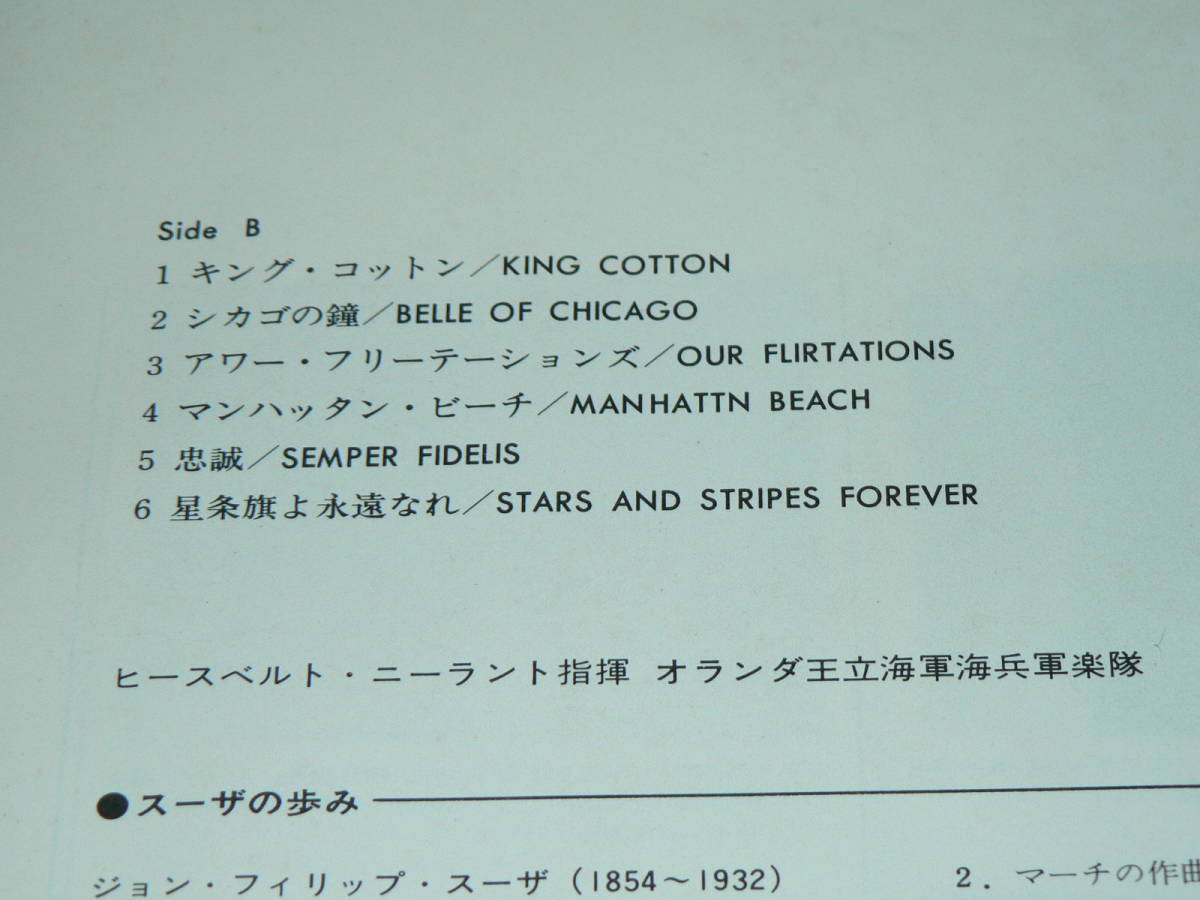 Side B
1 キング・コットン／KING COTTON
2 シカゴの鐘／BELLE OF CHICAGO
3 アワー・フリーテーションズ／OUR FLIRTATIONS
4 マンハッタン・ビーチ／MANHATTN BEACH
5 忠誠／SEMPER FIDELIS
6 星条旗よ永遠なれ／STARS AND STRIPES FOREVER
ヒースベルト・ニーラント指揮 オランダ王立海軍海兵軍楽隊
●スーザの歩み
ジョン・フィリップ・スーザ（1854～1932）
2．マーチの作曲